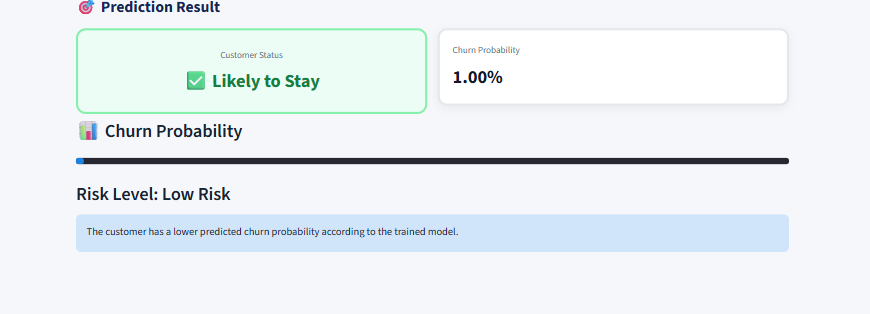 🎯 Prediction Result
Customer Status
✅ Likely to Stay
Churn Probability
1.00%
📊 Churn Probability
Risk Level: Low Risk
The customer has a lower predicted churn probability according to the trained model.